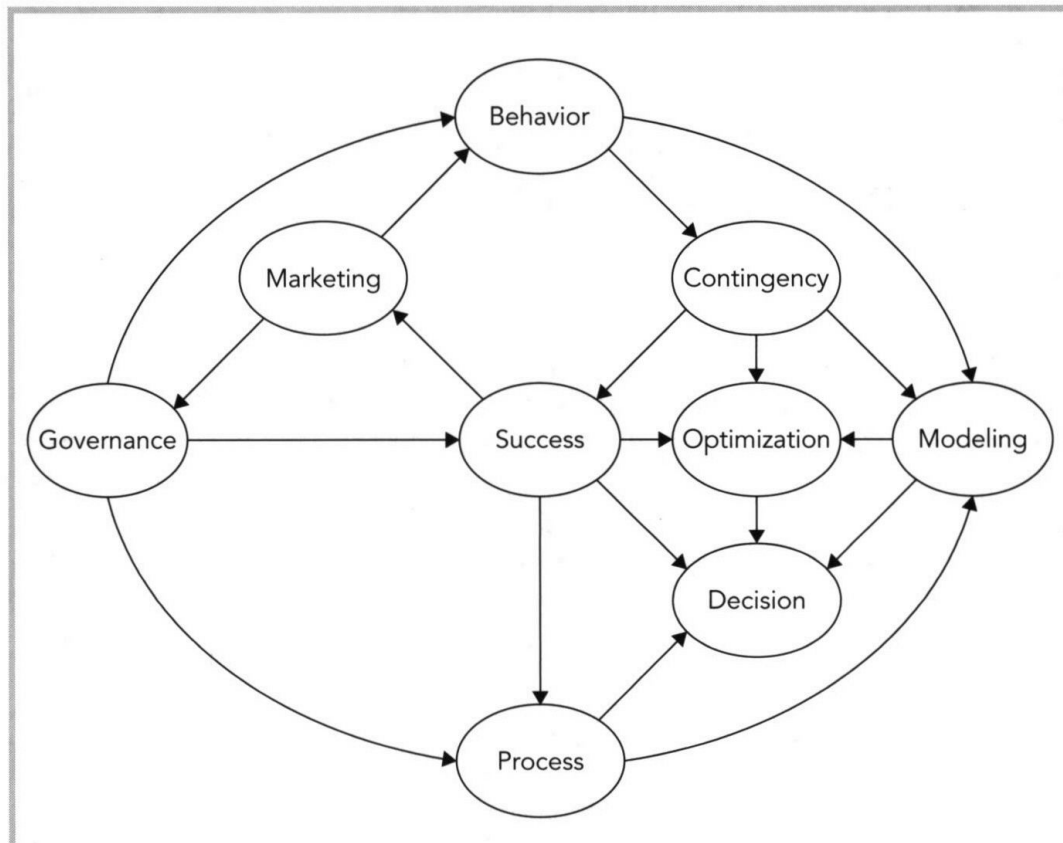 Behavior
Marketing
Contingency
Governance
Success
Optimization
Modeling
Decision
Process